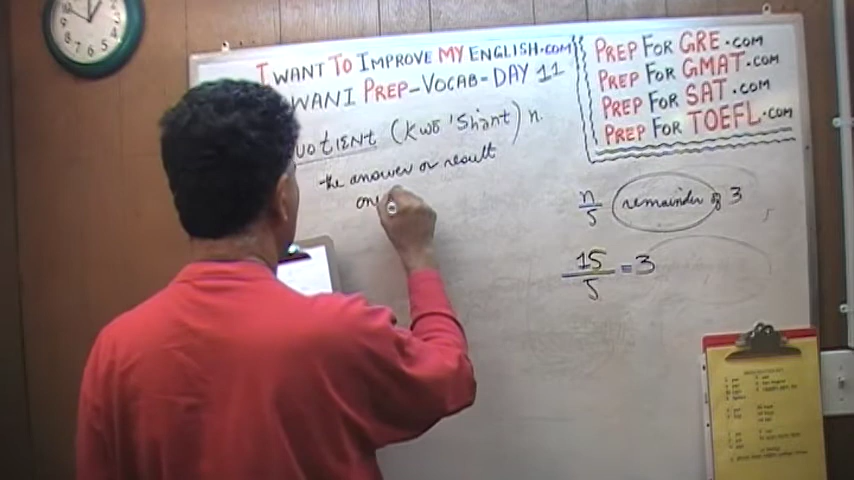 I WANT TO IMPROVE MY ENGLISH.COM
WANI PREP-VOCAB-DAY 11
UOTIENT (KWŌ 'Shənt) n.
the answer or result
on
PREP FOR GRE.COM
PREP FOR GMAT.COM
PREP FOR SAT.COM
PREP FOR TOEFL.COM
n/5 remainder of 3
15/5 = 3